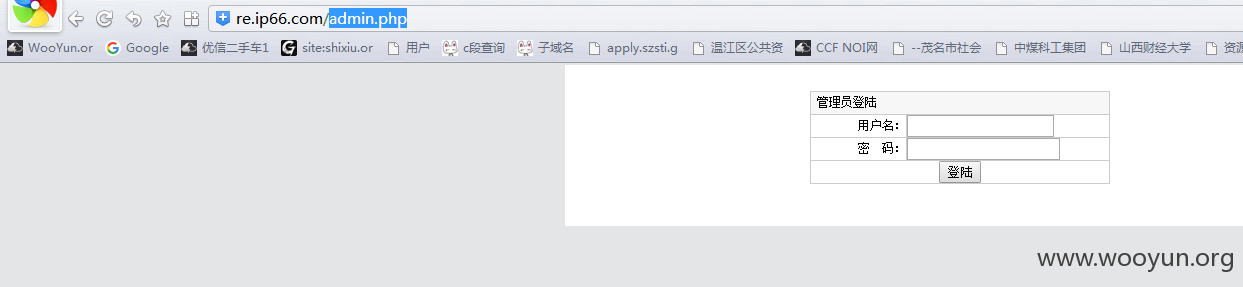 re.ip66.com/admin.php
WooYun.or Google 优信二手车1 site:shixiu.or 用户 c段查询 子域名 apply.szsti.g 温江区公共资 CCF NOI网 --茂名市社会 中煤科工集团 山西财经大学 资源
管理员登陆
用户名：
密 码：
登陆
www.wooyun.org